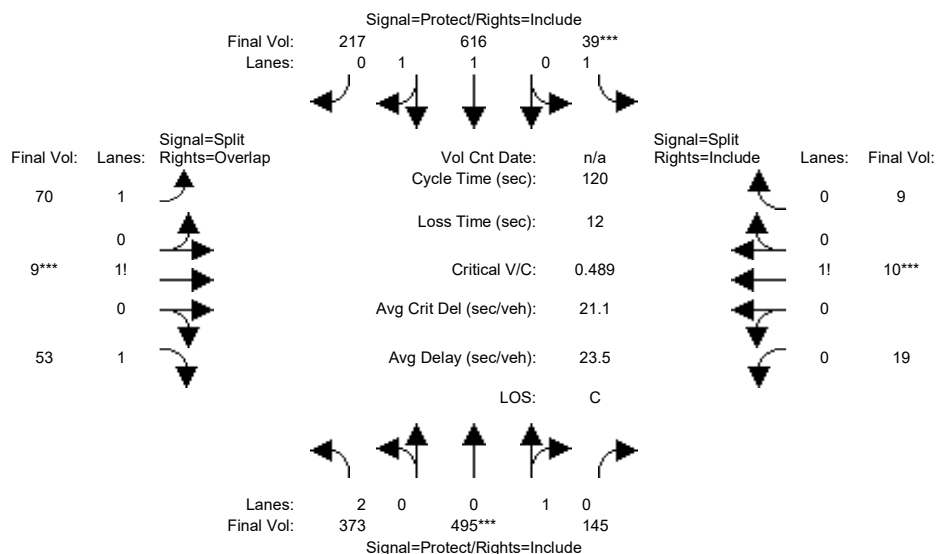 Signal=Protect/Rights=Include
Final Vol: 217 616 39***
Lanes: 0 1 1 0 1
Signal=Split
Final Vol: Lanes: Rights=Overlap
Vol Cnt Date: n/a
Signal=Split
Rights=Include Lanes: Final Vol:
Cycle Time (sec): 120
70 1
0 9
Loss Time (sec): 12
0
0
9*** 1!
Critical V/C: 0.489
1! 10***
0
Avg Crit Del (sec/veh): 21.1
0
53 1
Avg Delay (sec/veh): 23.5
0 19
LOS: C
Lanes: 2 0 0 1 0
Final Vol: 373 495*** 145
Signal=Protect/Rights=Include